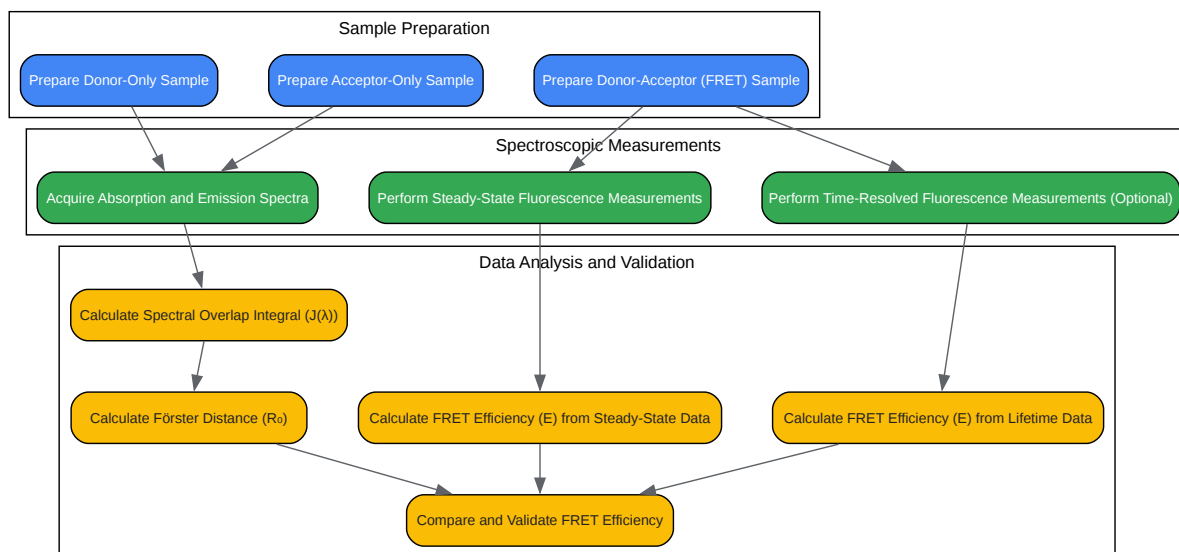 Sample Preparation
Prepare Donor-Only Sample
Prepare Acceptor-Only Sample
Prepare Donor-Acceptor (FRET) Sample
Spectroscopic Measurements
Acquire Absorption and Emission Spectra
Perform Steady-State Fluorescence Measurements
Perform Time-Resolved Fluorescence Measurements (Optional)
Data Analysis and Validation
Calculate Spectral Overlap Integral (J(λ))
Calculate Förster Distance (R₀)
Calculate FRET Efficiency (E) from Steady-State Data
Calculate FRET Efficiency (E) from Lifetime Data
Compare and Validate FRET Efficiency